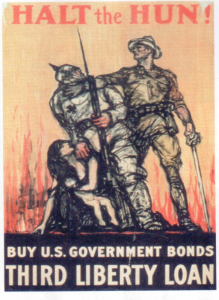 HALT the HUN!
BUY U.S. GOVERNMENT BONDS
THIRD LIBERTY LOAN